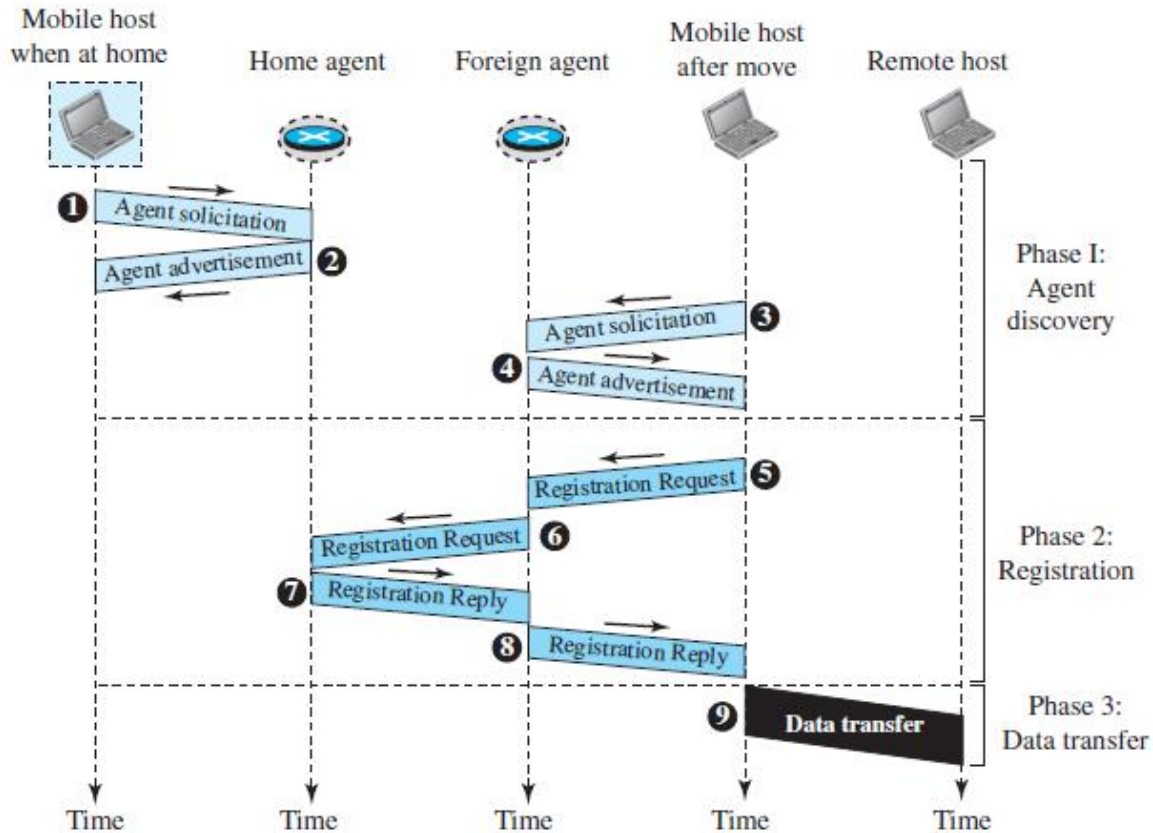 Mobile host
when at home
Home agent
Foreign agent
Mobile host
after move
Remote host
1
Agent solicitation
Agent advertisement
2
Agent solicitation
3
4
Agent advertisement
Phase I:
Agent
discovery
Registration Request
5
Registration Request
6
7
Registration Reply
8
Registration Reply
Phase 2:
Registration
9
Data transfer
Phase 3:
Data transfer
Time
Time
Time
Time
Time